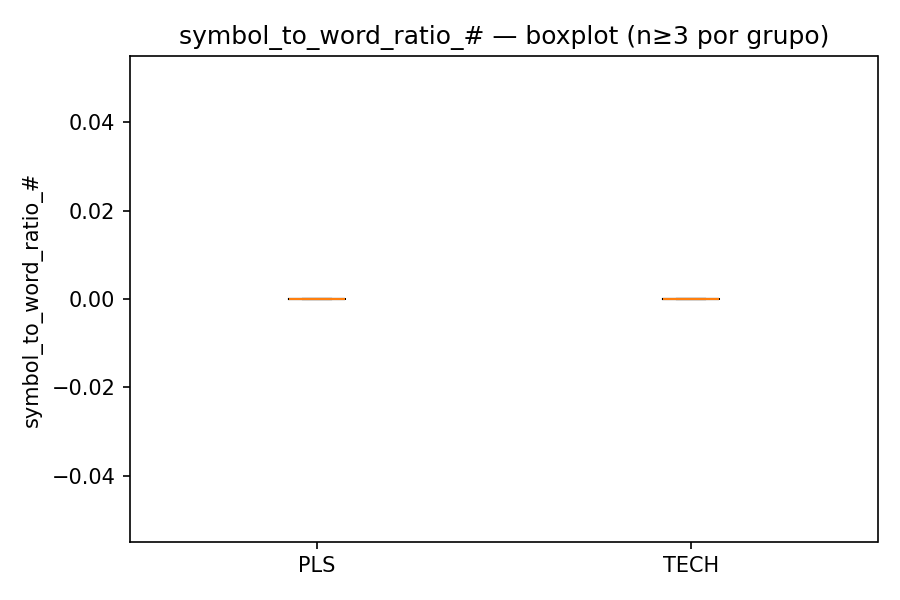 symbol_to_word_ratio_# — boxplot (n≥3 por grupo)
symbol_to_word_ratio_#
0.04
0.02
0.00
−0.02
−0.04
PLS
TECH